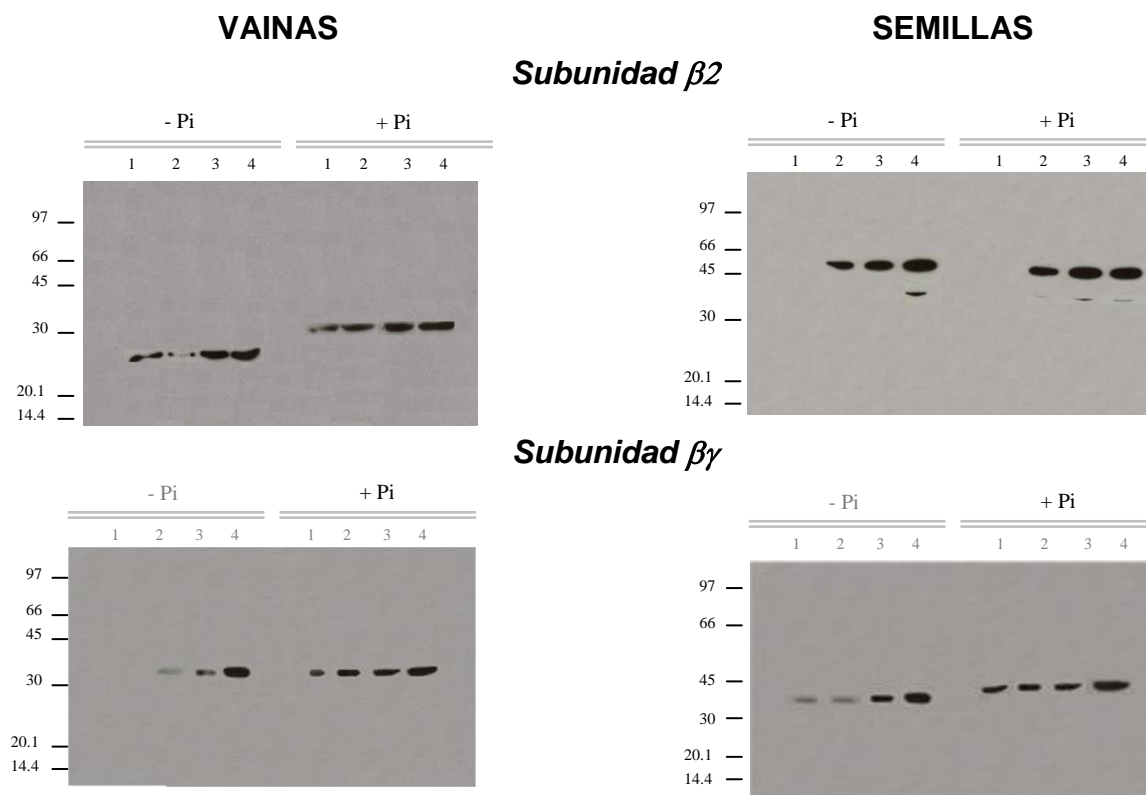 VAINAS
SEMILLAS
Subunidad β2
- Pi
+ Pi
1 2 3 4 1 2 3 4
97
66
45
30
20.1
14.4
- Pi
+ Pi
1 2 3 4 1 2 3 4
97
66
45
30
20.1
14.4
Subunidad βγ
- Pi
+ Pi
1 2 3 4 1 2 3 4
97
66
45
30
20.1
14.4
- Pi
+ Pi
1 2 3 4 1 2 3 4
97
66
45
30
20.1
14.4